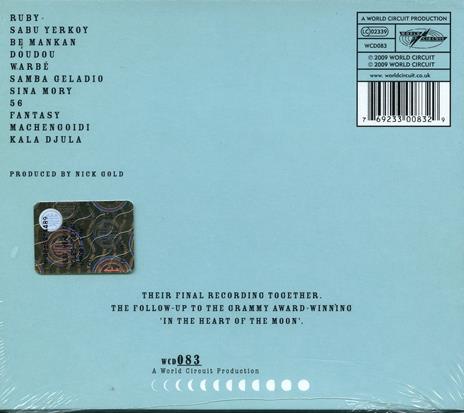 RUBY
SABU YERKOY
BE MANKAN
DOUDOU
WARBÉ
SAMBA GELADIO
SINA MORY
56
FANTASY
MACHENGOIDI
KALA DJULA
PRODUCED BY NICK GOLD
A WORLD CIRCUIT PRODUCTION
LC 02339
WCD083
WORLD CIRCUIT
℗ 2009 WORLD CIRCUIT
© 2009 WORLD CIRCUIT
www.worldcircuit.co.uk
7 69233 00832 9
THEIR FINAL RECORDING TOGETHER.
THE FOLLOW-UP TO THE GRAMMY AWARD-WINNING
'IN THE HEART OF THE MOON'.
WCD083
A World Circuit Production